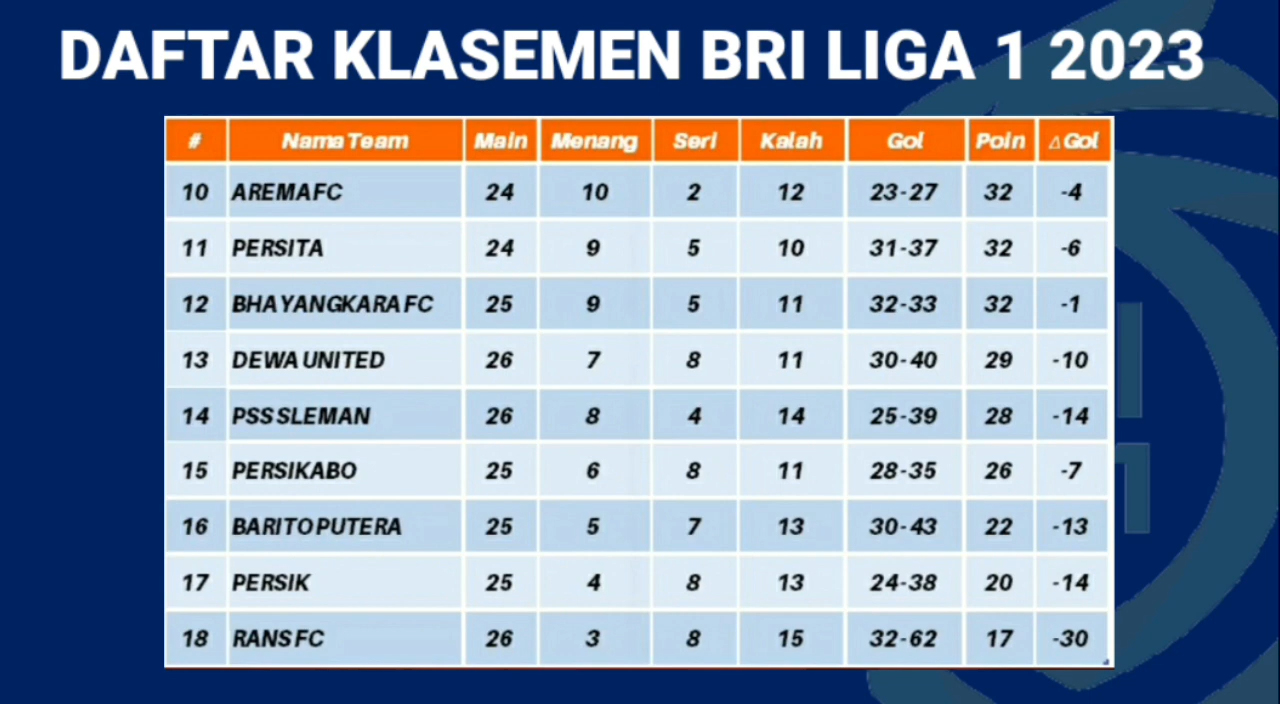 DAFTAR KLASEMEN BRI LIGA 1 2023
# Nama Team Main Menang Seri Kalah Gol Poin △ Gol
10 AREMA FC 24 10 2 12 23-27 32 -4
11 PERSITA 24 9 5 10 31-37 32 -6
12 BHAYANGKARA FC 25 9 5 11 32-33 32 -1
13 DEWA UNITED 26 7 8 11 30-40 29 -10
14 PSS SLEMAN 26 8 4 14 25-39 28 -14
15 PERSIKABO 25 6 8 11 28-35 26 -7
16 BARITO PUTERA 25 5 7 13 30-43 22 -13
17 PERSIK 25 4 8 13 24-38 20 -14
18 RANS FC 26 3 8 15 32-62 17 -30